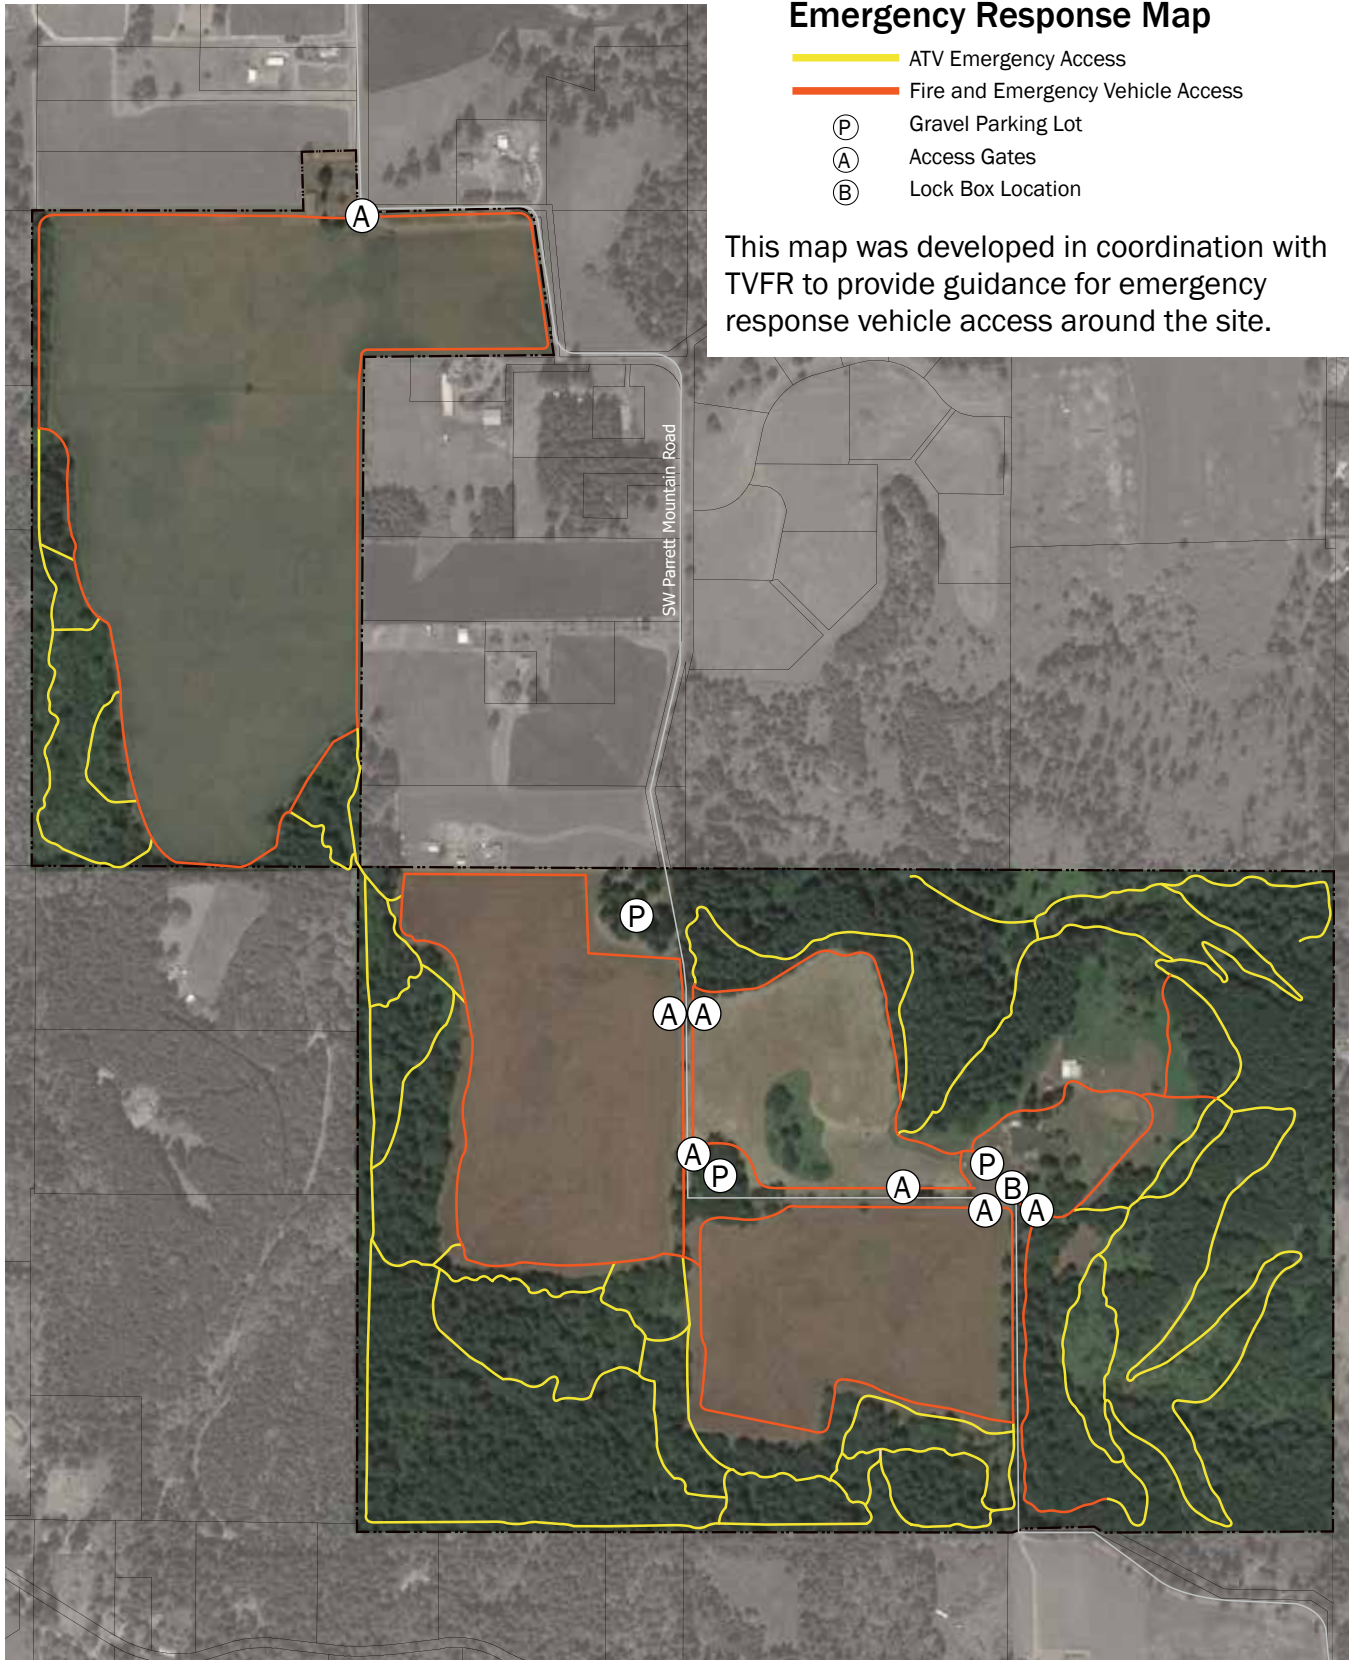 Emergency Response Map
ATV Emergency Access
Fire and Emergency Vehicle Access
P Gravel Parking Lot
A Access Gates
B Lock Box Location
This map was developed in coordination with
TVFR to provide guidance for emergency
response vehicle access around the site.
A
SW Parrett Mountain Road
P
A A
A
P
A
P
B
A
A